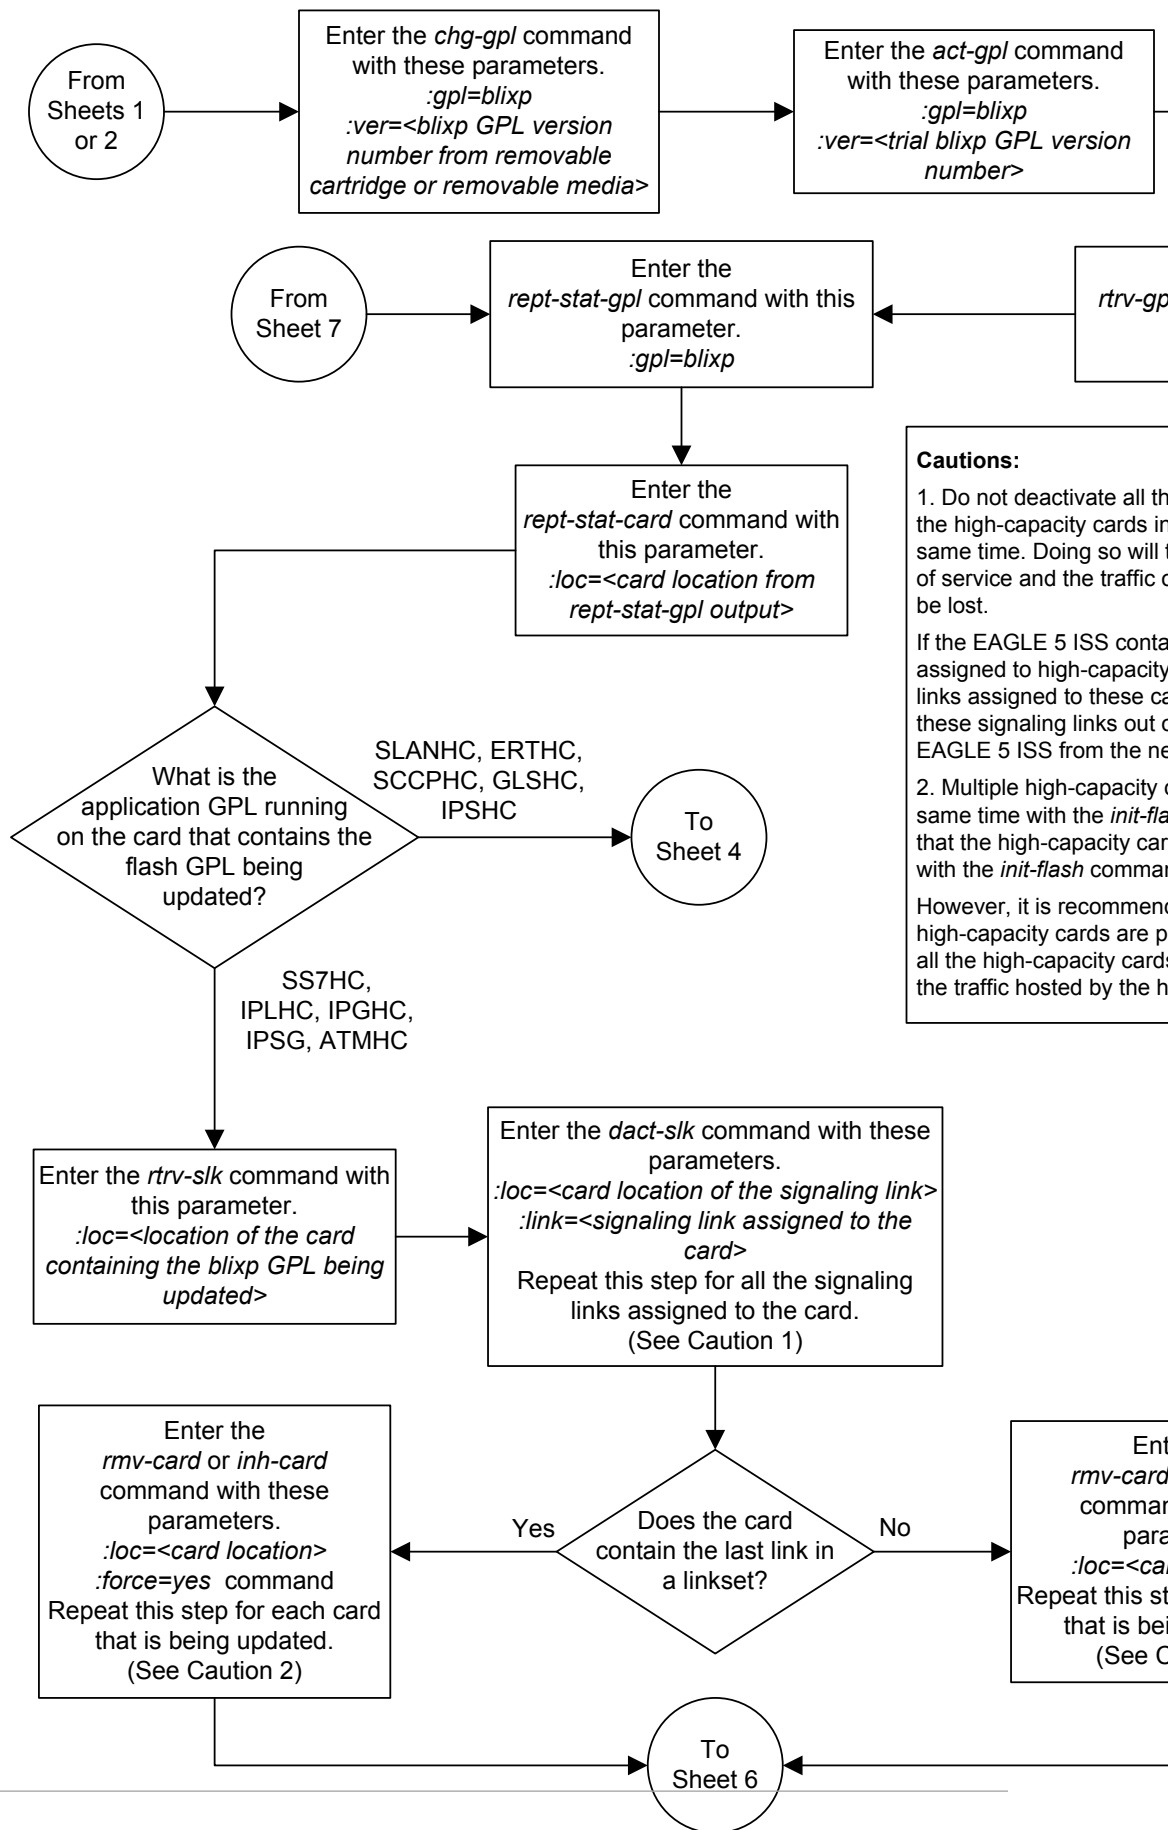 From
Sheets 1
or 2
Enter the chg-gpl command
with these parameters.
:gpl=blixp
:ver=<blixp GPL version
number from removable
cartridge or removable media>
Enter the act-gpl command
with these parameters.
:gpl=blixp
:ver=<trial blixp GPL version
number>
From
Sheet 7
Enter the
rept-stat-gpl command with this
parameter.
:gpl=blixp
rtrv-gp
Enter the
rept-stat-card command with
this parameter.
:loc=<card location from
rept-stat-gpl output>
Cautions:
1. Do not deactivate all th
the high-capacity cards in
same time. Doing so will t
of service and the traffic
be lost.
If the EAGLE 5 ISS conta
assigned to high-capacity
links assigned to these ca
these signaling links out
EAGLE 5 ISS from the ne
2. Multiple high-capacity
same time with the init-fla
that the high-capacity car
with the init-flash comman
However, it is recommend
high-capacity cards are p
all the high-capacity cards
the traffic hosted by the h
What is the
application GPL running
on the card that contains the
flash GPL being
updated?
SLANHC, ERTHC,
SCCPHC, GLSHC,
IPSHC
To
Sheet 4
SS7HC,
IPLHC, IPGHC,
IPSG, ATMHC
Enter the rtrv-slk command with
this parameter.
:loc=<location of the card
containing the blixp GPL being
updated>
Enter the dact-slk command with these
parameters.
:loc=<card location of the signaling link>
:link=<signaling link assigned to the
card>
Repeat this step for all the signaling
links assigned to the card.
(See Caution 1)
Enter the
rmv-card or inh-card
command with these
parameters.
:loc=<card location>
:force=yes command
Repeat this step for each card
that is being updated.
(See Caution 2)
Yes
Does the card
contain the last link in
a linkset?
No
Ent
rmv-card
comman
para
:loc=<ca
Repeat this st
that is bei
(See C
To
Sheet 6